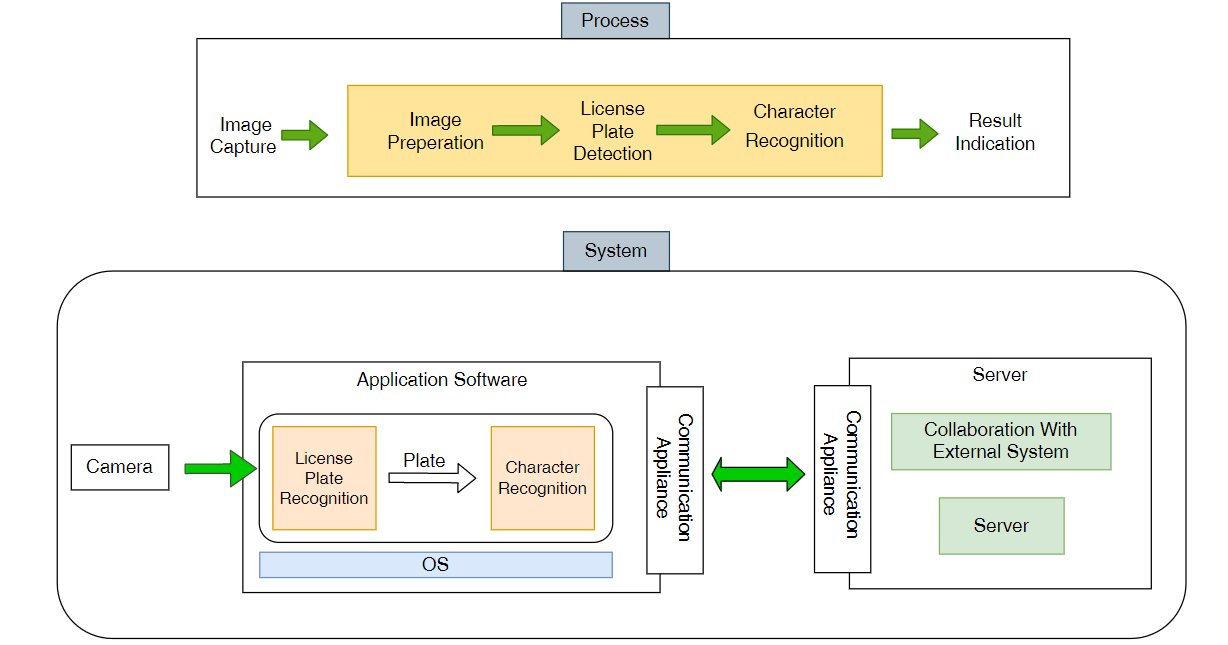 Process
Image
Capture
Image
Preperation
License
Plate
Detection
Character
Recognition
Result
Indication
System
Camera
Application Software
License
Plate
Recognition
Plate
Character
Recognition
OS
Communication
Appliance
Communication
Appliance
Server
Collaboration With
External System
Server